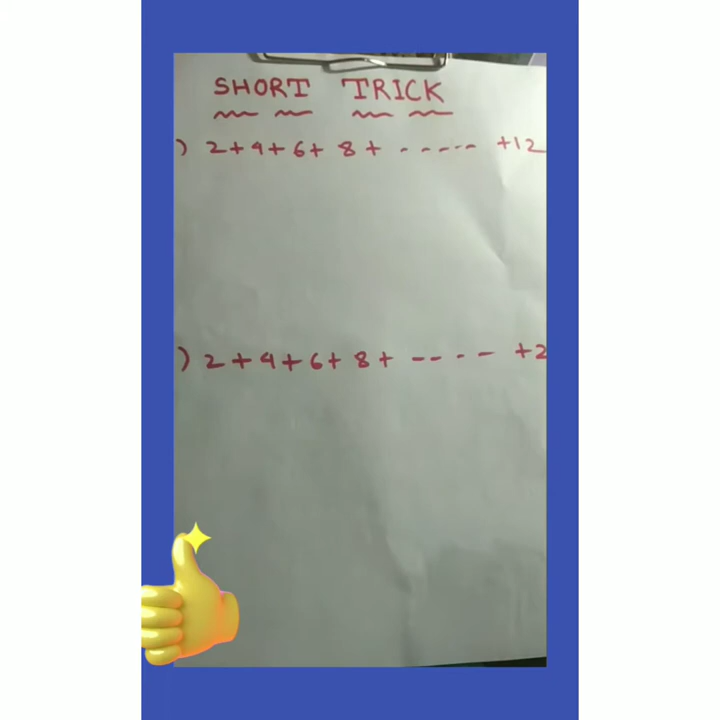 SHORT TRICK
) 2+4+6+ 8+ ------ +12
) 2+4+6+8+ ---- - +2